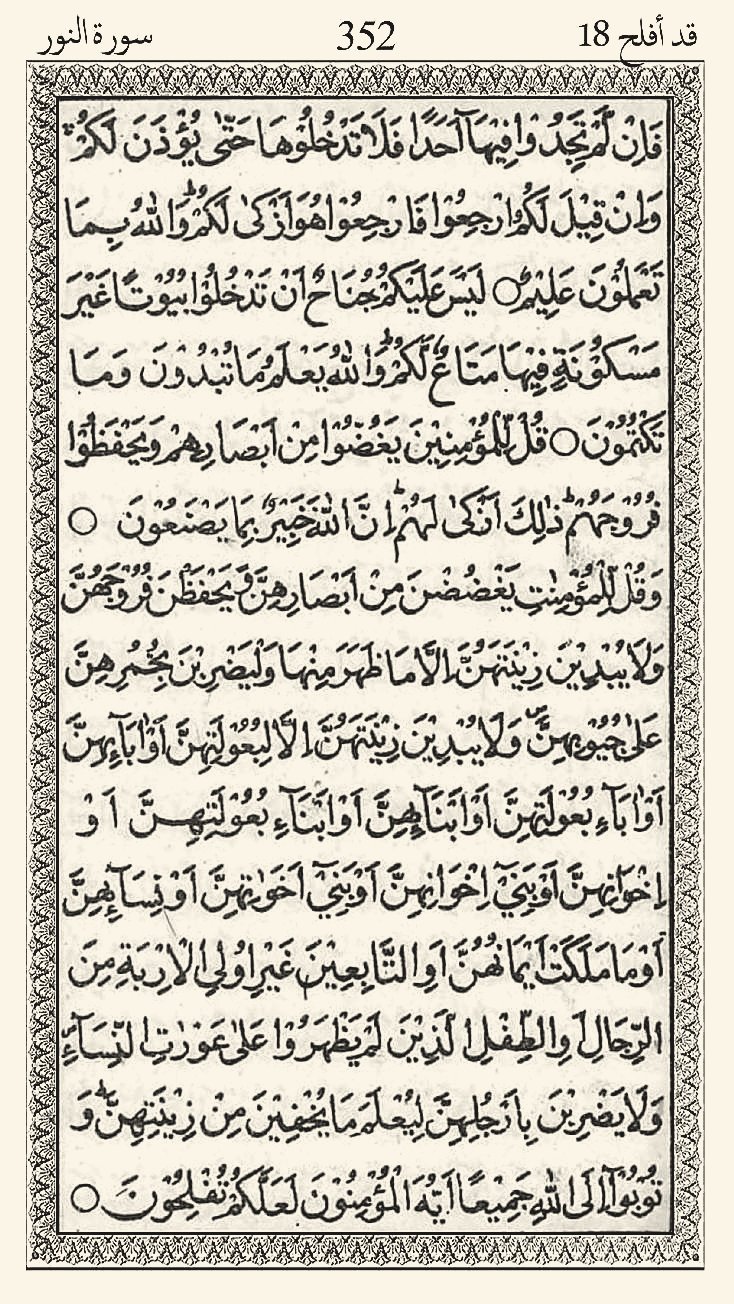 قد أفلح 18 352 سورة النور
فَاِنْ لَّمْ تَجِدُوْا فِيْهَاۤ اَحَدًا فَلَا تَدْخُلُوْهَا حَتّٰى يُؤْذَنَ لَكُمْ ۚ
وَاِنْ قِيْلَ لَكُمُ ارْجِعُوْا فَارْجِعُوْا هُوَ اَزْكٰى لَكُمْ ؕ وَاللّٰهُ بِمَا
تَعْمَلُوْنَ عَلِيْمٌ ○ لَيْسَ عَلَيْكُمْ جُنَاحٌ اَنْ تَدْخُلُوْا بُيُوْتًا غَيْرَ
مَسْكُوْنَةٍ فِيْهَا مَتَاعٌ لَّكُمْ ؕ وَاللّٰهُ يَعْلَمُ مَا تُبْدُوْنَ وَمَا
تَكْتُمُوْنَ ○ قُلْ لِّلْمُؤْمِنِيْنَ يَغُضُّوْا مِنْ اَبْصَارِهِمْ وَيَحْفَظُوْا
فُرُوْجَهُمْ ؕ ذٰلِكَ اَزْكٰى لَهُمْ ؕ اِنَّ اللّٰهَ خَبِيْرٌۢ بِمَا يَصْنَعُوْنَ ○
وَقُلْ لِّلْمُؤْمِنٰتِ يَغْضُضْنَ مِنْ اَبْصَارِهِنَّ وَيَحْفَظْنَ فُرُوْجَهُنَّ
وَلَا يُبْدِيْنَ زِيْنَتَهُنَّ اِلَّا مَا ظَهَرَ مِنْهَا وَلْيَضْرِبْنَ بِخُمُرِهِنَّ
عَلٰى جُيُوْبِهِنَّ ۪ وَلَا يُبْدِيْنَ زِيْنَتَهُنَّ اِلَّا لِبُعُوْلَتِهِنَّ اَوْ اٰبَآئِهِنَّ
اَوْ اٰبَآءِ بُعُوْلَتِهِنَّ اَوْ اَبْنَآئِهِنَّ اَوْ اَبْنَآءِ بُعُوْلَتِهِنَّ اَوْ
اِخْوَانِهِنَّ اَوْ بَنِيْۤ اِخْوَانِهِنَّ اَوْ بَنِيْۤ اَخَوٰتِهِنَّ اَوْ نِسَآئِهِنَّ
اَوْ مَا مَلَكَتْ اَيْمَانُهُنَّ اَوِ التَّابِعِيْنَ غَيْرِ اُولِى الْاِرْبَةِ مِنَ
الرِّجَالِ اَوِ الطِّفْلِ الَّذِيْنَ لَمْ يَظْهَرُوْا عَلٰى عَوْرٰتِ النِّسَآءِ ۪
وَلَا يَضْرِبْنَ بِاَرْجُلِهِنَّ لِيُعْلَمَ مَا يُخْفِيْنَ مِنْ زِيْنَتِهِنَّ ؕ وَ
تُوْبُوْۤا اِلَى اللّٰهِ جَمِيْعًا اَيُّهَ الْمُؤْمِنُوْنَ لَعَلَّكُمْ تُفْلِحُوْنَ ○